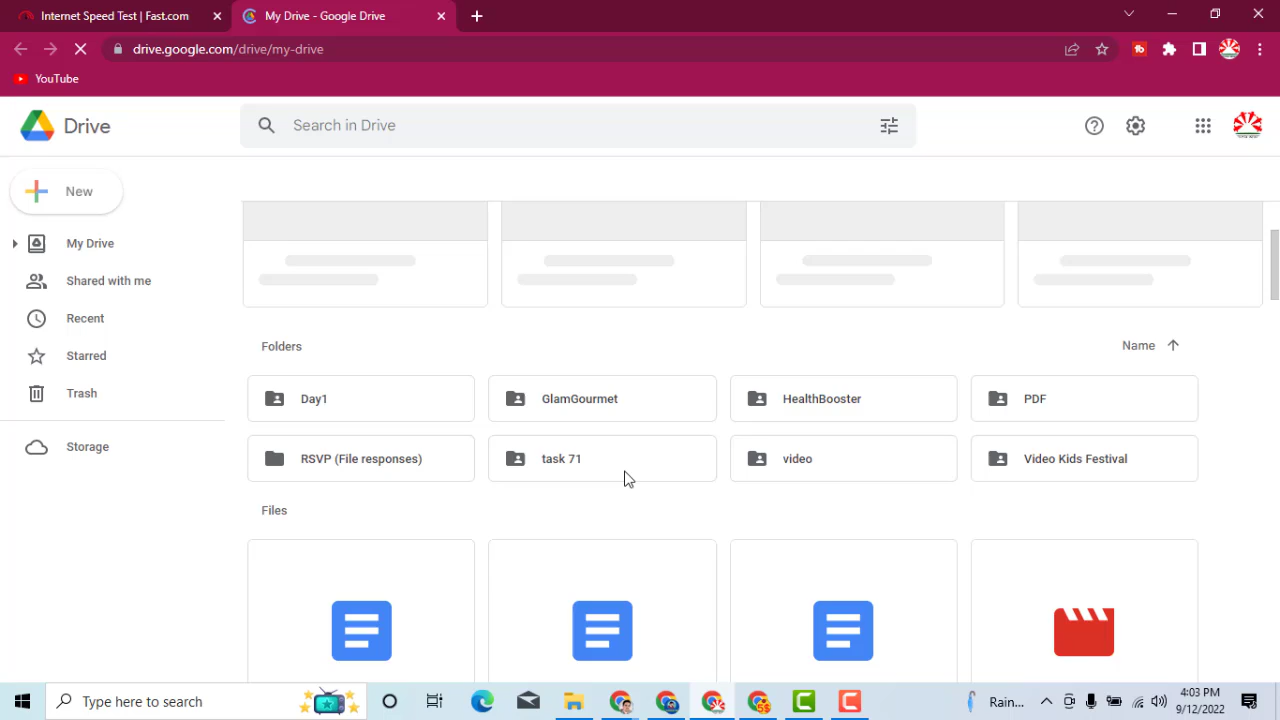 Internet Speed Test | Fast.com
My Drive - Google Drive
drive.google.com/drive/my-drive
YouTube
Drive
Search in Drive
New
My Drive
Shared with me
Recent
Starred
Trash
Storage
Folders
Name
Day1
GlamGourmet
HealthBooster
PDF
RSVP (File responses)
task 71
video
Video Kids Festival
Files
Type here to search
Rain...
4:03 PM
9/12/2022